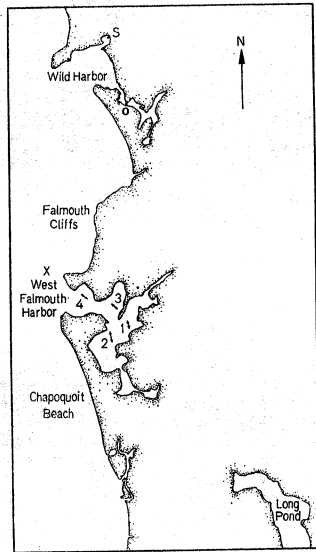 S
Wild Harbor
N
O
Falmouth
Cliffs
X
West
Falmouth
Harbor
4
3
1
2
Chapoquoit
Beach
Long
Pond